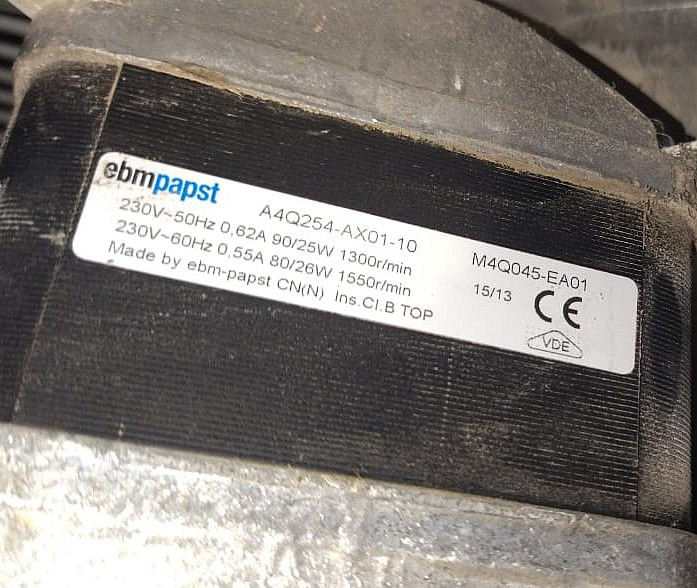 ebmpapst
A4Q254-AX01-10
M4Q045-EA01
230V~50Hz 0,62A 90/25W 1300r/min
230V~60Hz 0,55A 80/26W 1550r/min
15/13 CE
Made by ebm-papst CN(N) Ins.Cl.B TOP
VDE